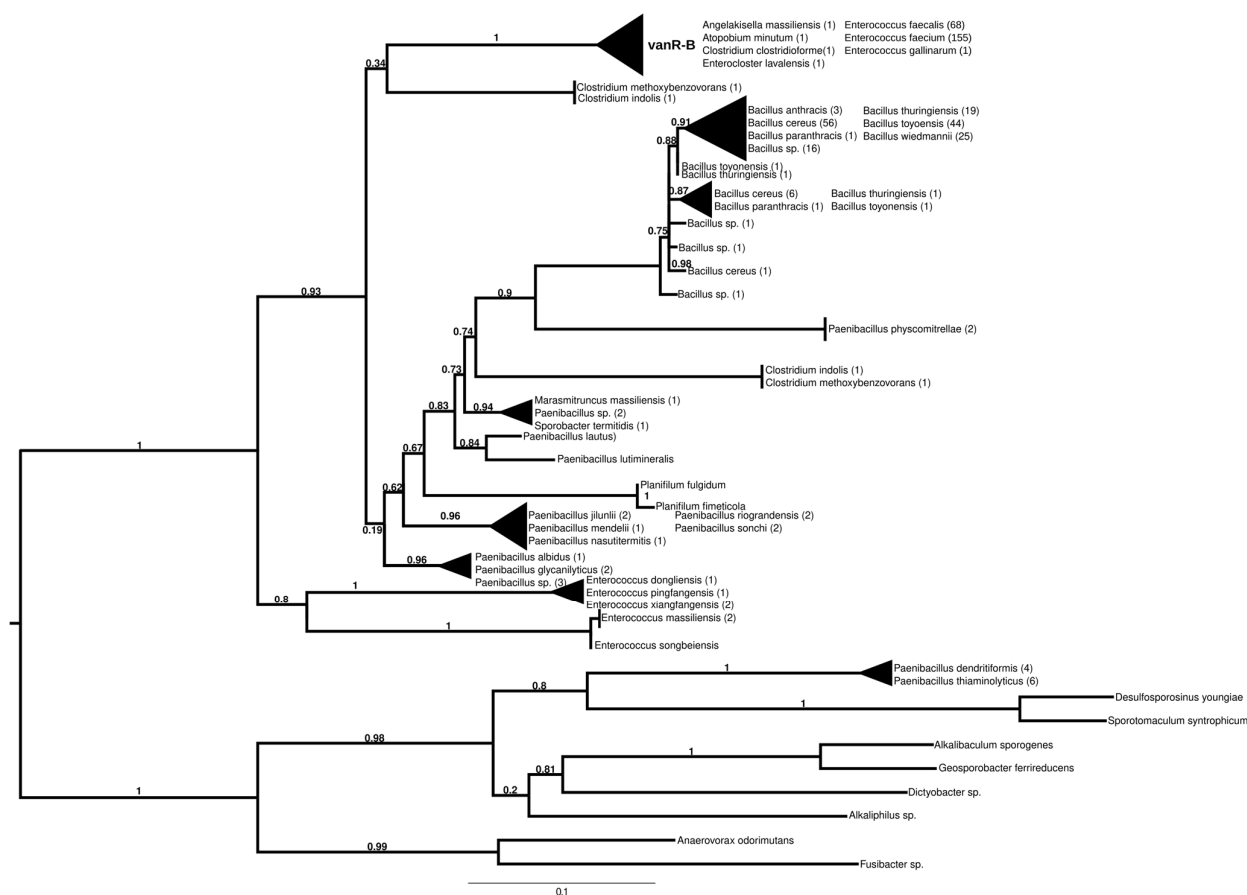 1
vanR-B
Angelakisella massiliensis (1) Enterococcus faecalis (68)
Atopobium minutum (1) Enterococcus faecium (155)
Clostridium clostridioforme(1) Enterococcus gallinarum (1)
Enterocloster lavalensis (1)
0.34
Clostridium methoxybenzovorans (1)
Clostridium indolis (1)
Bacillus anthracis (3) Bacillus thuringiensis (19)
0.91
Bacillus cereus (56) Bacillus toyoensis (44)
Bacillus paranthracis (1) Bacillus wiedmannii (25)
0.88
Bacillus sp. (16)
Bacillus toyonensis (1)
Bacillus thuringiensis (1)
0.87
Bacillus cereus (6) Bacillus thuringiensis (1)
Bacillus paranthracis (1) Bacillus toyonensis (1)
Bacillus sp. (1)
0.75
Bacillus sp. (1)
0.98
Bacillus cereus (1)
0.93
0.9
Bacillus sp. (1)
Paenibacillus physcomitrellae (2)
0.74
0.73
Clostridium indolis (1)
Clostridium methoxybenzovorans (1)
Marasmitruncus massiliensis (1)
0.83
0.94
Paenibacillus sp. (2)
Sporobacter termitidis (1)
Paenibacillus lautus)
0.84
1
0.67
Paenibacillus lutimineralis
Planifilum fulgidum
0.62
1
Planifilum fimeticola
Paenibacillus jilunlii (2) Paenibacillus riograndensis (2)
0.96
Paenibacillus mendelii (1) Paenibacillus sonchi (2)
0.19
Paenibacillus nasutitermitis (1)
Paenibacillus albidus (1)
0.96
Paenibacillus glycanilyticus (2)
Paenibacillus sp. (3)
Enterococcus dongliensis (1)
1
Enterococcus pingfangensis (1)
0.8
Enterococcus xiangfangensis (2)
Enterococcus massiliensis (2)
1
Enterococcus songbeiensis
1
Paenibacillus dendritiformis (4)
Paenibacillus thiaminolyticus (6)
0.8
Desulfosporosinus youngiae
1
Sporotomaculum syntrophicum
0.98
Alkalibaculum sporogenes
1
0.81
Geosporobacter ferrireducens
1
0.2
Dictyobacter sp.
Alkaliphilus sp.
Anaerovorax odorimutans
0.99
Fusibacter sp.
0.1